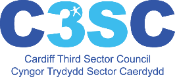 C3SC
Cardiff Third Sector Council
Cyngor Trydydd Sector Caerdydd